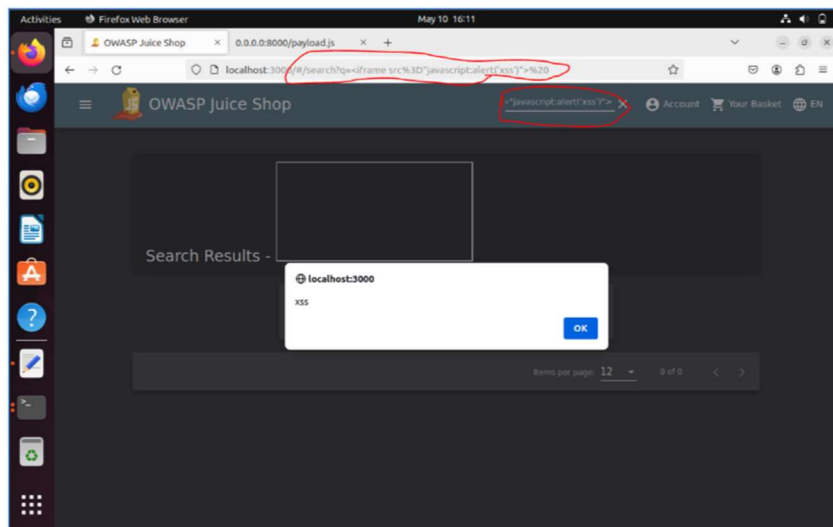 Activities Firefox Web Browser May 10 16:11
OWASP Juice Shop × 0.0.0.0:8000/payload.js × +
localhost:3000/#/search?q=<iframe src%3D"javascript:alert('xss')">%20
OWASP Juice Shop ="javascript:alert('xss')"> Account Your Basket EN
Search Results -
localhost:3000
xss
OK
Items per page: 12 0 of 0